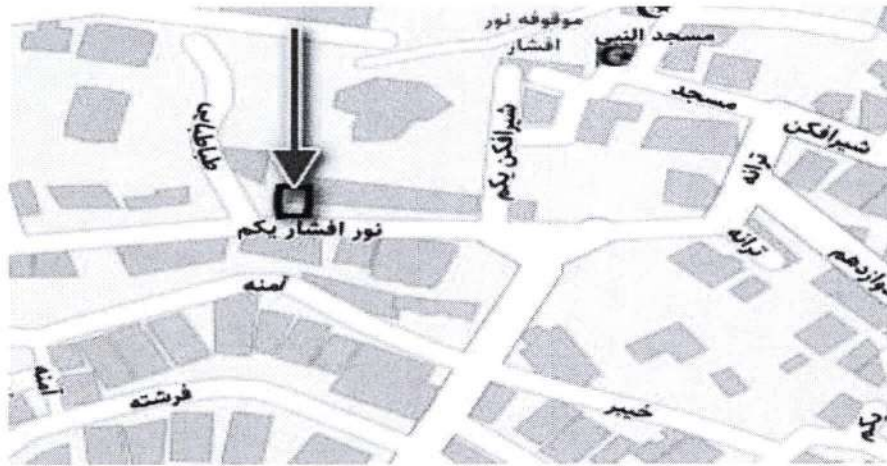 موقوفه نور
افشار
مسجد النبی
مسجد
شیرافکن
طباطبایی
شیرافکن یکم
ترانه
نور افشار یکم
ترانه
دوازدهم
آمنه
آمنه
فرشته
خیبر